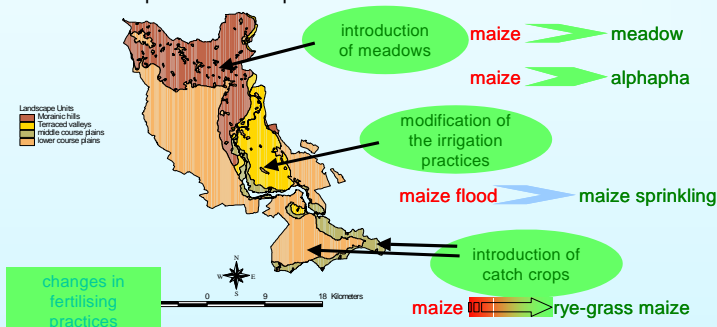 introduction
of meadows
maize
meadow
maize
alphapha
Landscape Units
Morainic hills
Terraced valleys
middle course plains
lower course plains
modification of
the irrigation
practices
maize flood
maize sprinkling
introduction of
catch crops
changes in
fertilising
practices
N
W
E
S
0
9
18
Kilometers
maize
rye-grass maize